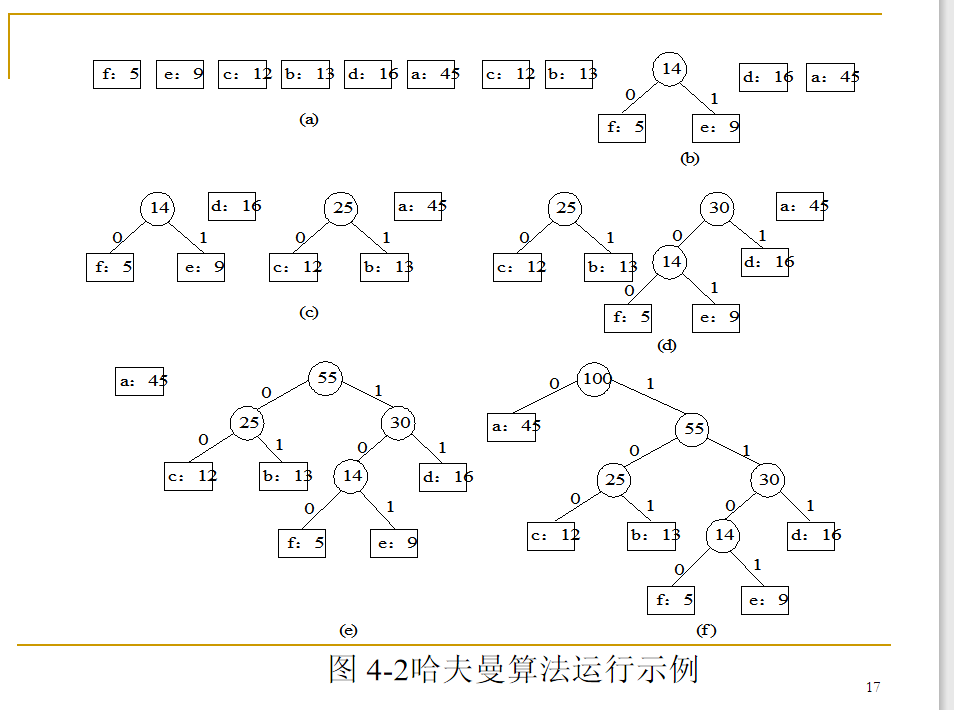 f: 5 e: 9 c: 12 b: 13 d: 16 a: 45
(a)
c: 12 b: 13 14 d: 16 a: 45
0 1
f: 5 e: 9
(b)
14 d: 16 25 a: 45
0 1 0 1
f: 5 e: 9 c: 12 b: 13
(c)
25 30 a: 45
0 1 0 1
c: 12 b: 13 14 d: 16
0 1
f: 5 e: 9
(d)
a: 45 55
0 1
25 30
0 1 0 1
c: 12 b: 13 14 d: 16
0 1
f: 5 e: 9
(e)
100
0 1
a: 45 55
0 1
25 30
0 1 0 1
c: 12 b: 13 14 d: 16
0 1
f: 5 e: 9
(f)
图 4-2哈夫曼算法运行示例
17